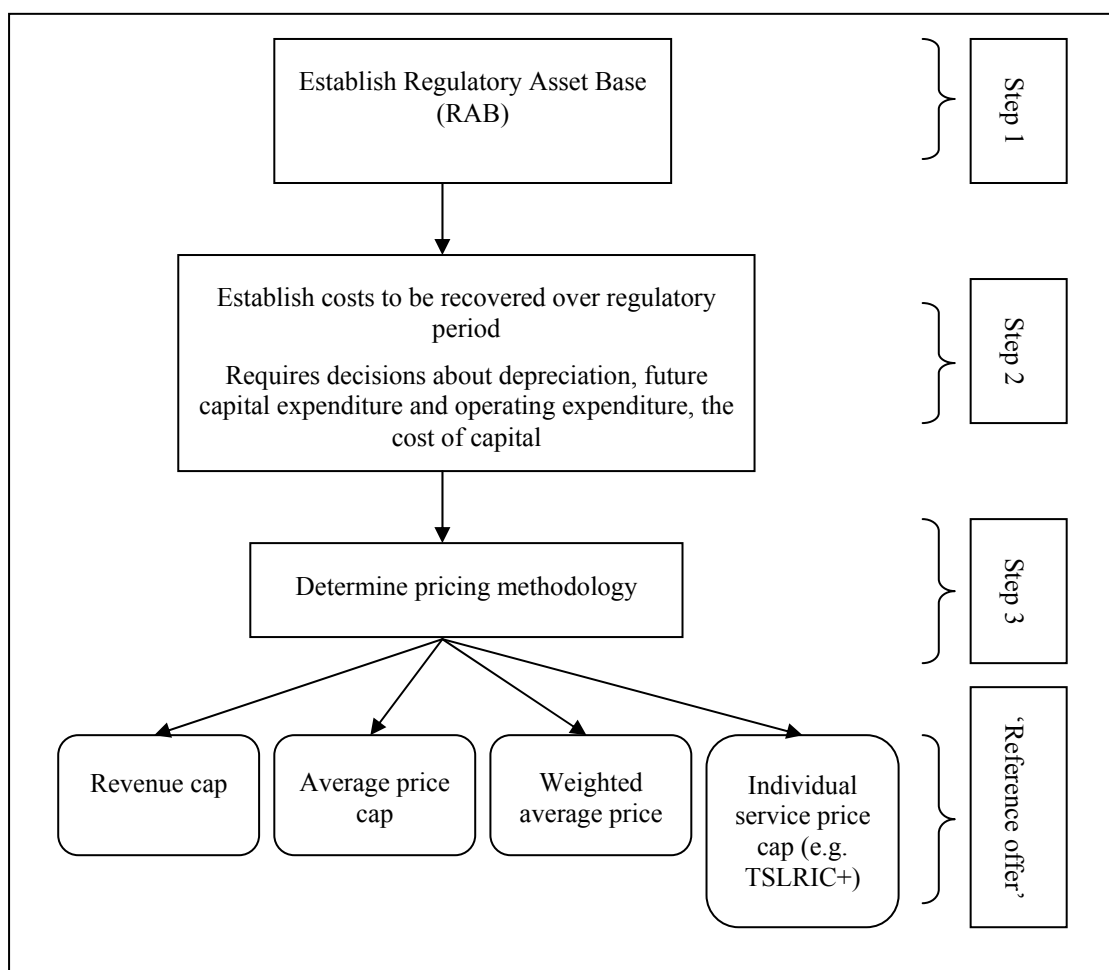 Establish Regulatory Asset Base
(RAB)
Step 1
Establish costs to be recovered over regulatory
period
Requires decisions about depreciation, future
capital expenditure and operating expenditure, the
cost of capital
Step 2
Determine pricing methodology
Step 3
Revenue cap
Average price
cap
Weighted
average price
Individual
service price
cap (e.g.
TSLRIC+)
‘Reference
offer’